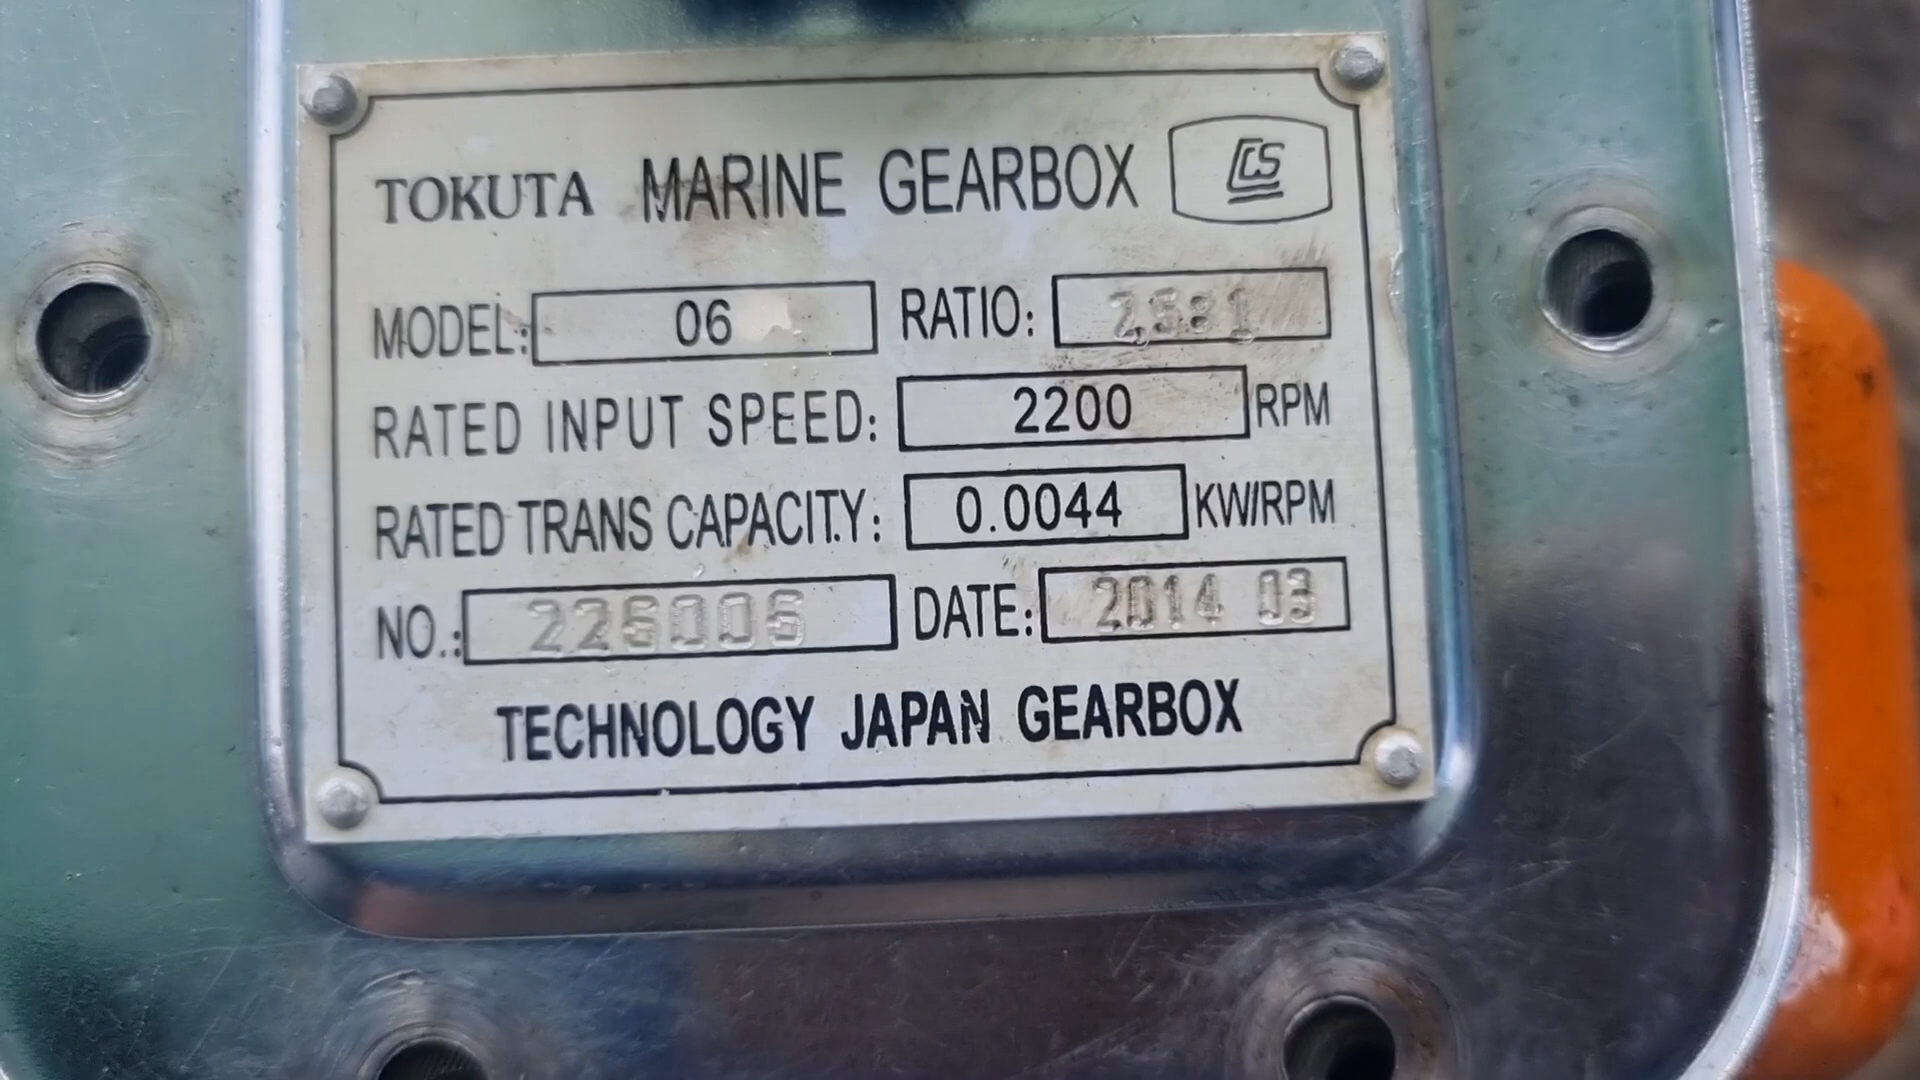 TOKUTA MARINE GEARBOX CCS
MODEL: 06 RATIO: 2.5:1
RATED INPUT SPEED: 2200 RPM
RATED TRANS CAPACITY: 0.0044 KW/RPM
NO.: 226006 DATE: 2014 03
TECHNOLOGY JAPAN GEARBOX